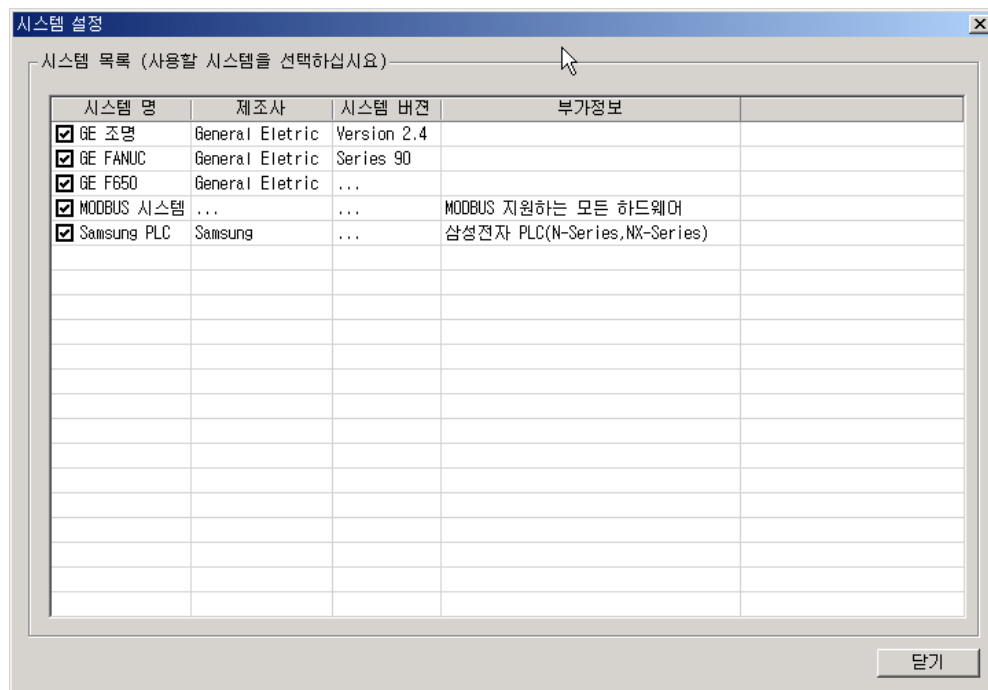 시스템 설정
시스템 목록 (사용할 시스템을 선택하십시요)
시스템 명 제조사 시스템 버젼 부가정보
GE 조명 General Eletric Version 2.4
GE FANUC General Eletric Series 90
GE F650 General Eletric ...
MODBUS 시스템 ... ... MODBUS 지원하는 모든 하드웨어
Samsung PLC Samsung ... 삼성전자 PLC(N-Series,NX-Series)
닫기